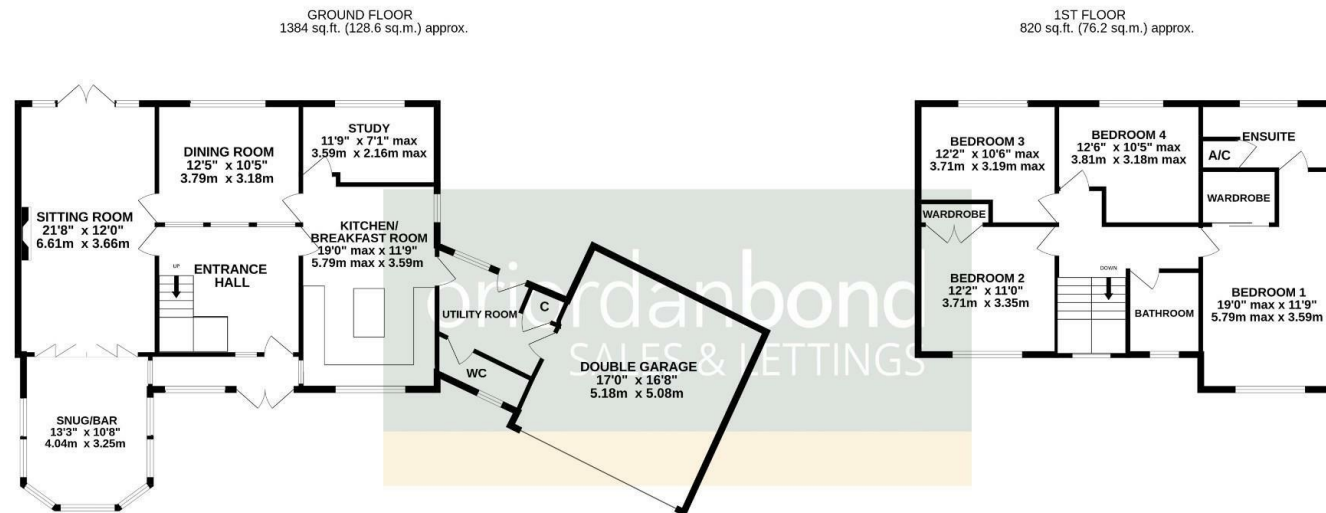 GROUND FLOOR
1384 sq.ft. (128.6 sq.m.) approx.
STUDY
11'9" x 7'1" max
3.59m x 2.16m max
DINING ROOM
12'5" x 10'5"
3.79m x 3.18m
SITTING ROOM
21'8" x 12'0"
6.61m x 3.66m
KITCHEN/
BREAKFAST ROOM
19'0" max x 11'9"
5.79m max x 3.59m
ENTRANCE
HALL
UP
UTILITY ROOM
C
WC
DOUBLE GARAGE
17'0" x 16'8"
5.18m x 5.08m
SNUG/BAR
13'3" x 10'8"
4.04m x 3.25m
oriordanbond
SALES & LETTINGS
1ST FLOOR
820 sq.ft. (76.2 sq.m.) approx.
BEDROOM 3
12'2" x 10'6" max
3.71m x 3.19m max
BEDROOM 4
12'6" x 10'5" max
3.81m x 3.18m max
ENSUITE
A/C
WARDROBE
WARDROBE
BEDROOM 2
12'2" x 11'0"
3.71m x 3.35m
DOWN
BATHROOM
BEDROOM 1
19'0" max x 11'9"
5.79m max x 3.59m